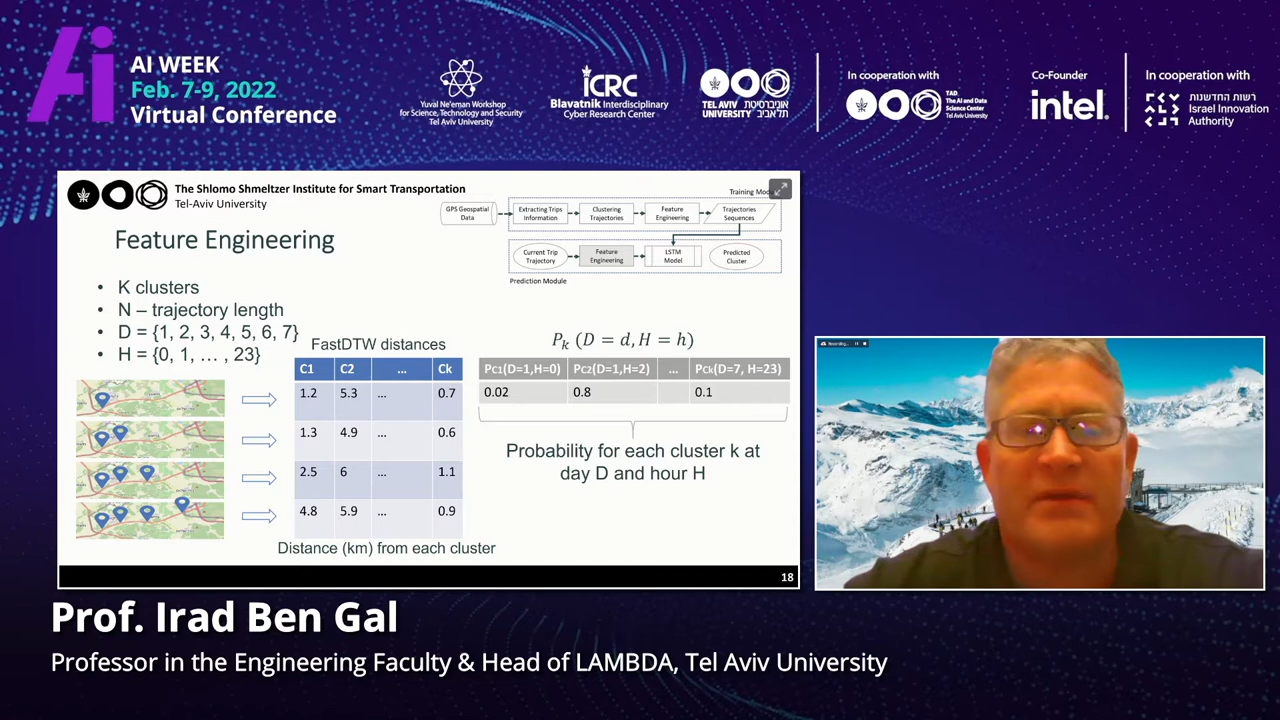 AI WEEK
Feb. 7-9, 2022
Virtual Conference
Yuval Ne'eman Workshop
for Science, Technology and Security
Tel Aviv University
iCRC
Blavatnik Interdisciplinary
Cyber Research Center
TEL AVIV UNIVERSITY
אוניברסיטת תל אביב
In cooperation with
TAD
The AI and Data
Science Center
Tel Aviv University
Co-Founder
intel.
In cooperation with
רשות החדשנות
Israel Innovation
Authority
The Shlomo Shmeltzer Institute for Smart Transportation
Tel-Aviv University
Training
GPS Geospatial
Data
Extracting Trips
Information
Clustering
Trajectories
Feature
Engineering
Trajectories
Sequences
Current Trip
Trajectory
Feature
Engineering
LSTM
Model
Predicted
Cluster
Prediction Module
Feature Engineering
• K clusters
• N – trajectory length
• D = {1, 2, 3, 4, 5, 6, 7}
• H = {0, 1, … , 23}
FastDTW distances
C1 C2 … Ck
1.2 5.3 … 0.7
1.3 4.9 … 0.6
2.5 6 … 1.1
4.8 5.9 … 0.9
Distance (km) from each cluster
Pk (D = d, H = h)
PC1(D=1,H=0) PC2(D=1,H=2) … PCk(D=7, H=23)
0.02 0.8 0.1
Probability for each cluster k at
day D and hour H
18
Recording...
Prof. Irad Ben Gal
Professor in the Engineering Faculty & Head of LAMBDA, Tel Aviv University